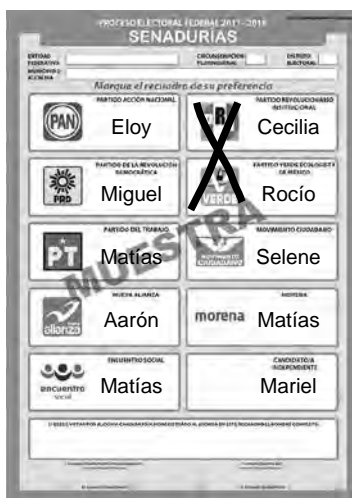 PROCESO ELECTORAL FEDERAL 2017 - 2018
SENADURÍAS
ENTIDAD FEDERATIVA
CIRCUNSCRIPCIÓN PLURINOMINAL
DISTRITO ELECTORAL
MUNICIPIO O ALCALDÍA
Marque el recuadro de su preferencia
PARTIDO ACCIÓN NACIONAL
PAN
Eloy
PARTIDO REVOLUCIONARIO
INSTITUCIONAL
Cecilia
PARTIDO DE LA REVOLUCIÓN
DEMOCRÁTICA
PRD
Miguel
PARTIDO VERDE ECOLOGISTA
DE MÉXICO
VERDE
Rocío
PARTIDO DEL TRABAJO
PT
Matías
MOVIMIENTO CIUDADANO
MOVIMIENTO
CIUDADANO
Selene
MUESTRA
NUEVA ALIANZA
alianza
Aarón
MORENA
morena
Matías
ENCUENTRO SOCIAL
encuentro
social
Matías
CANDIDATO/A
INDEPENDIENTE
Mariel